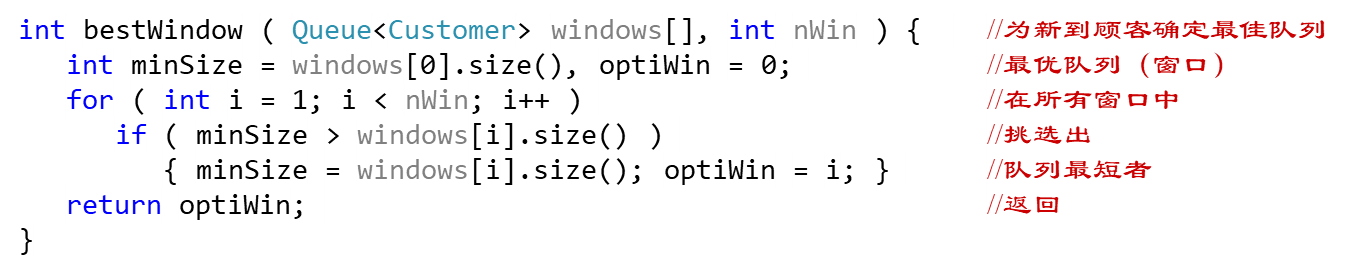 int bestWindow ( Queue<Customer> windows[], int nWin ) { //为新到顾客确定最佳队列
   int minSize = windows[0].size(), optiWin = 0; //最优队列（窗口）
   for ( int i = 1; i < nWin; i++ ) //在所有窗口中
      if ( minSize > windows[i].size() ) //挑选出
         { minSize = windows[i].size(); optiWin = i; } //队列最短者
   return optiWin; //返回
}